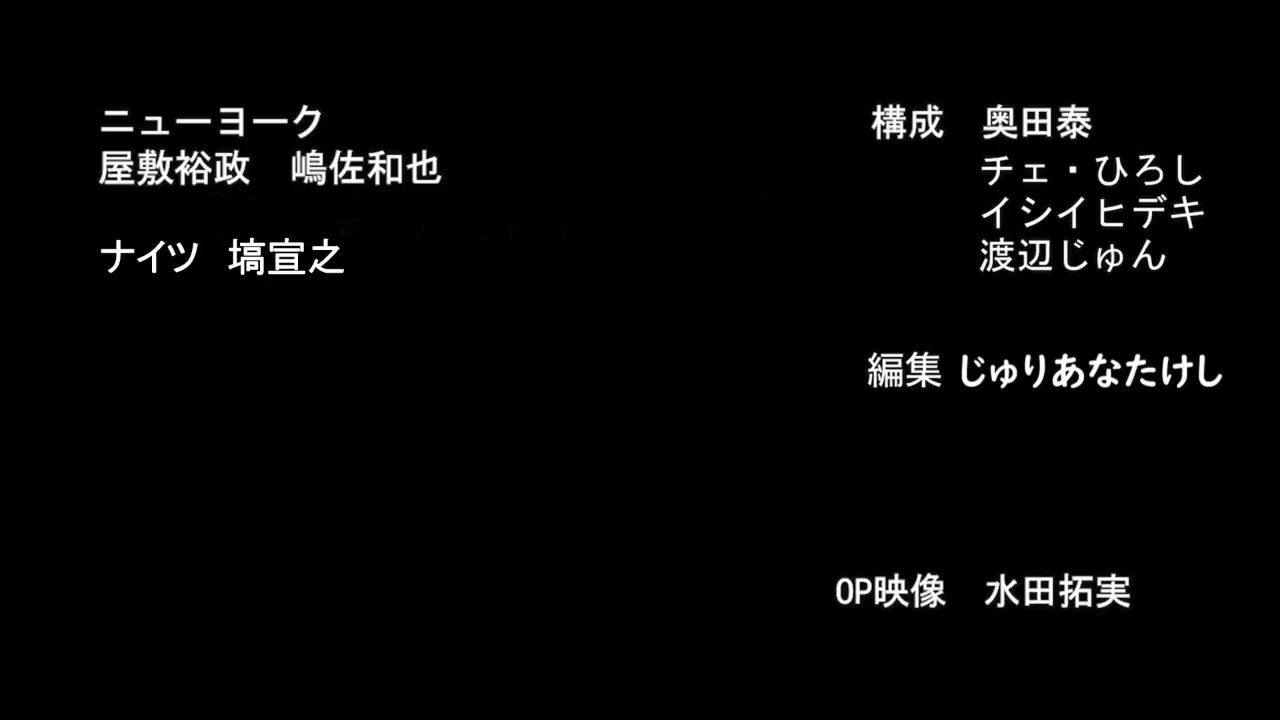 ニューヨーク
屋敷裕政　嶋佐和也
ナイツ　塙宣之
構成　奥田泰
チェ・ひろし
イシイヒデキ
渡辺じゅん
編集 じゅりあなたけし
OP映像　水田拓実